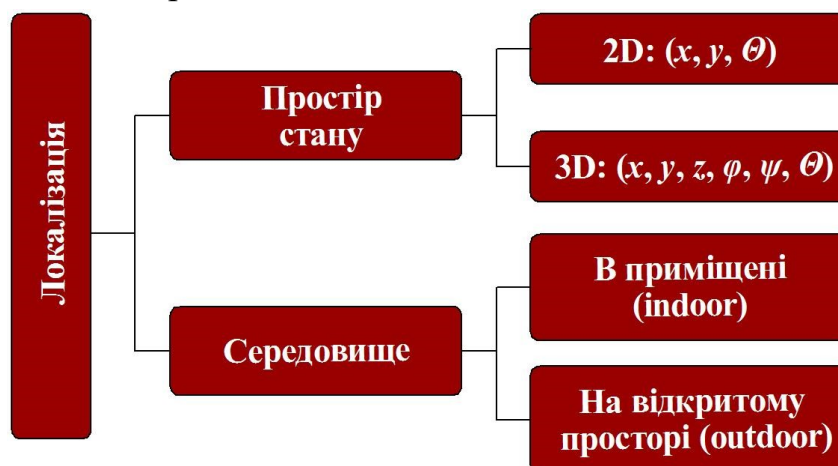 Локалізація
Простір
стану
2D: (x, y, Θ)
3D: (x, y, z, φ, ψ, Θ)
Середовище
В приміщені
(indoor)
На відкритому
просторі (outdoor)